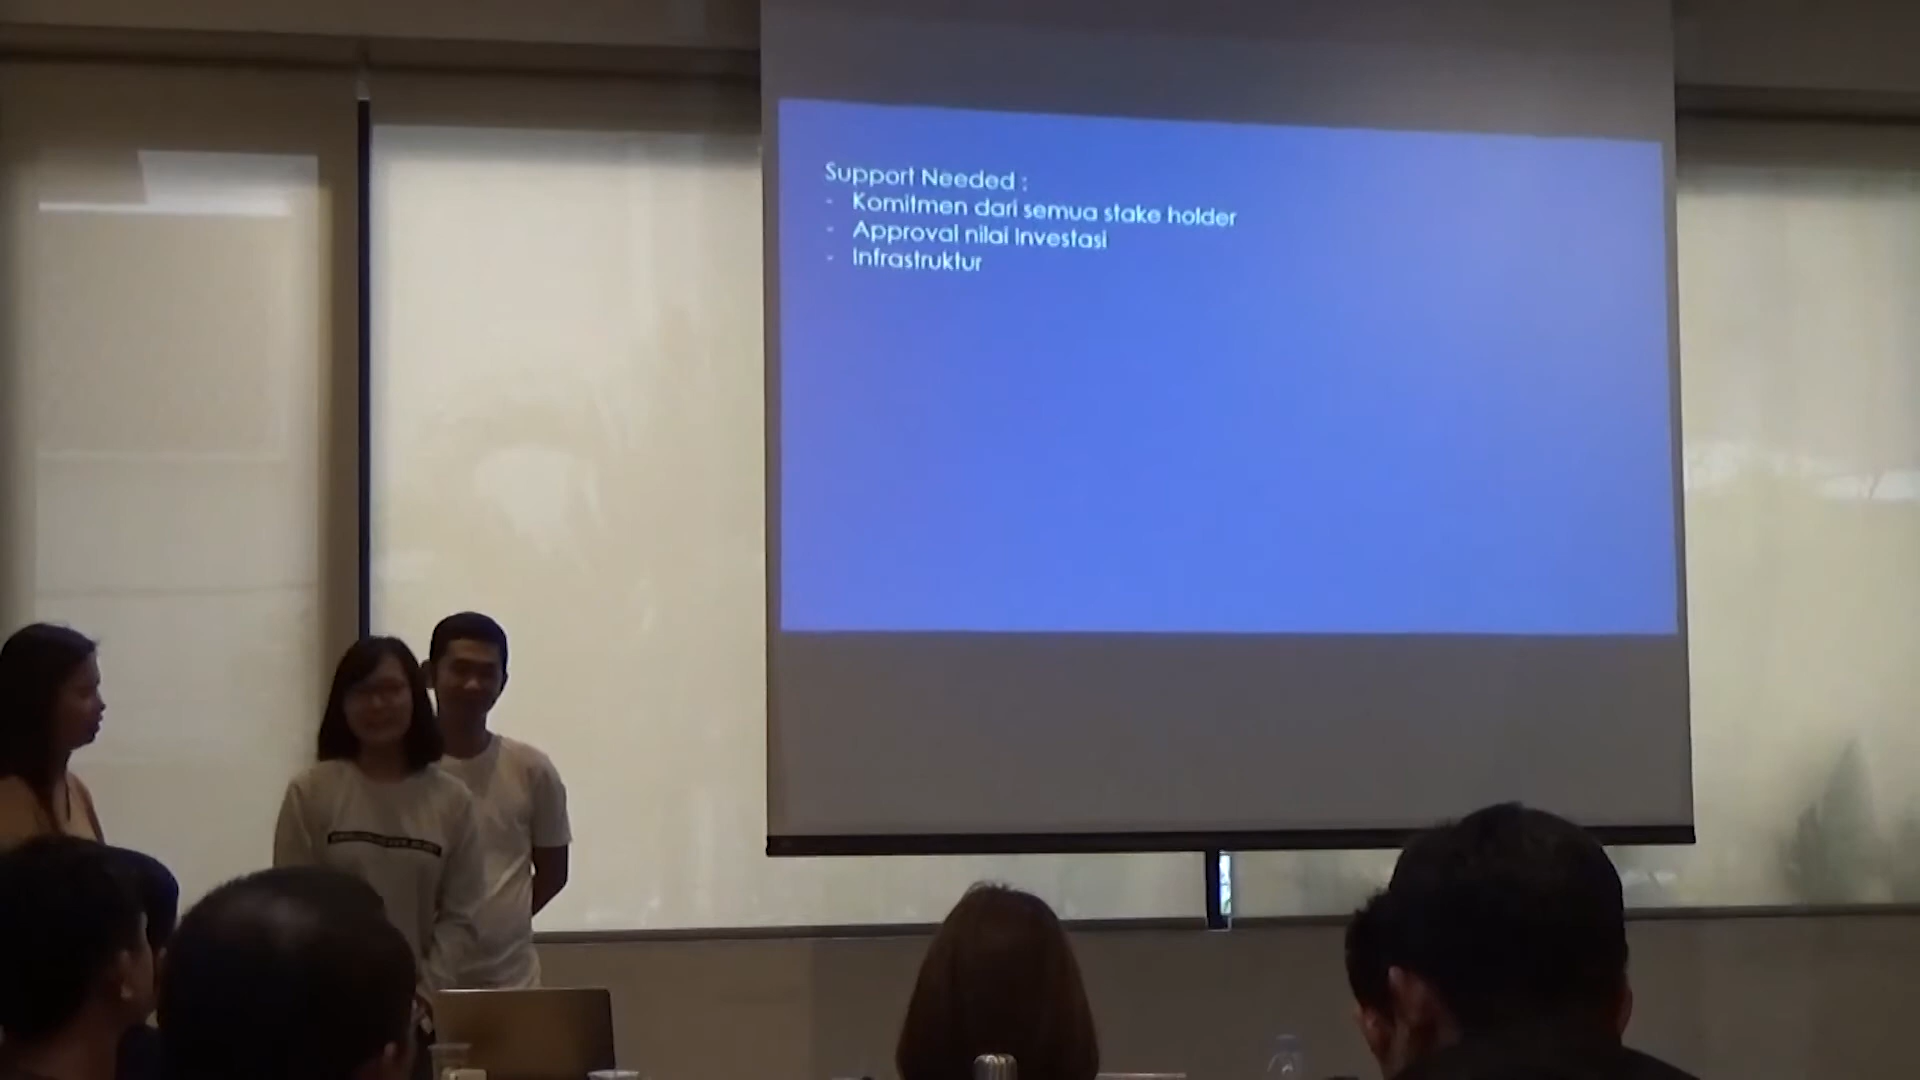 Support Needed :
- Komitmen dari semua stake holder
- Approval nilai Investasi
- Infrastruktur